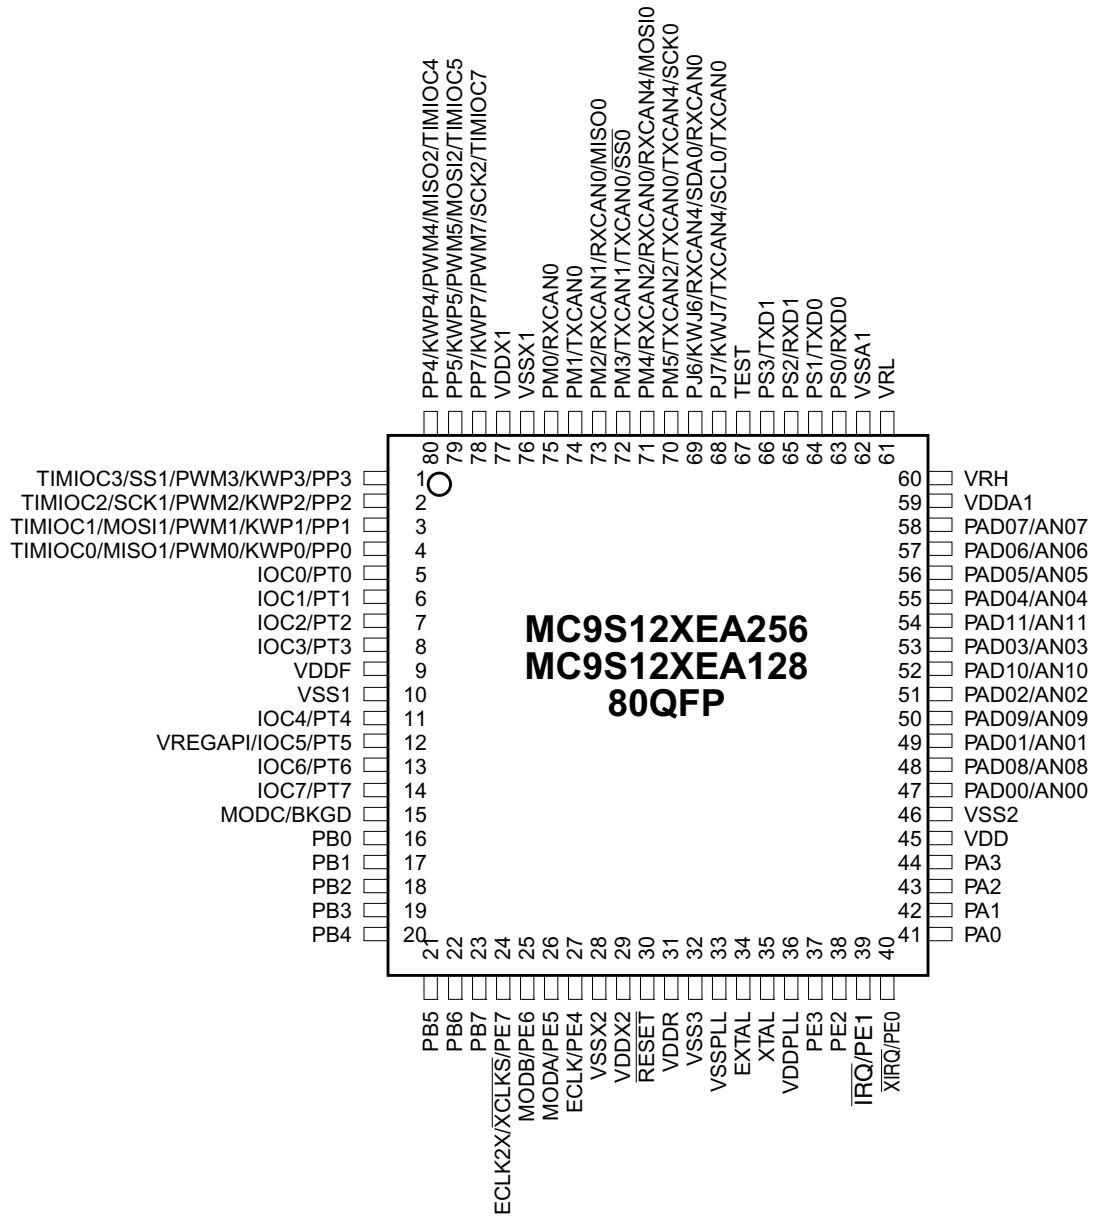 PP4/KWP4/PWM4/MISO2/TIMIOC4
PP5/KWP5/PWM5/MOSI2/TIMIOC5
PP7/KWP7/PWM7/SCK2/TIMIOC7
VDDX1
VSSX1
PM0/RXCAN0
PM1/TXCAN0
PM2/RXCAN1/RXCAN0/MISO0
PM3/TXCAN1/TXCAN0/SS0
PM4/RXCAN2/RXCAN0/RXCAN4/MOSI0
PM5/TXCAN2/TXCAN0/TXCAN4/SCK0
PJ6/KWJ6/RXCAN4/SDA0/RXCAN0
PJ7/KWJ7/TXCAN4/SCL0/TXCAN0
TEST
PS3/TXD1
PS2/RXD1
PS1/TXD0
PS0/RXD0
VSSA1
VRL
80
79
78
77
76
75
74
73
72
71
70
69
68
67
66
65
64
63
62
61
TIMIOC3/SS1/PWM3/KWP3/PP3 1
TIMIOC2/SCK1/PWM2/KWP2/PP2 2
TIMIOC1/MOSI1/PWM1/KWP1/PP1 3
TIMIOC0/MISO1/PWM0/KWP0/PP0 4
IOC0/PT0 5
IOC1/PT1 6
IOC2/PT2 7
IOC3/PT3 8
VDDF 9
VSS1 10
IOC4/PT4 11
VREGAPI/IOC5/PT5 12
IOC6/PT6 13
IOC7/PT7 14
MODC/BKGD 15
PB0 16
PB1 17
PB2 18
PB3 19
PB4 20
MC9S12XEA256
MC9S12XEA128
80QFP
60 VRH
59 VDDA1
58 PAD07/AN07
57 PAD06/AN06
56 PAD05/AN05
55 PAD04/AN04
54 PAD11/AN11
53 PAD03/AN03
52 PAD10/AN10
51 PAD02/AN02
50 PAD09/AN09
49 PAD01/AN01
48 PAD08/AN08
47 PAD00/AN00
46 VSS2
45 VDD
44 PA3
43 PA2
42 PA1
41 PA0
21
22
23
24
25
26
27
28
29
30
31
32
33
34
35
36
37
38
39
40
PB5
PB6
PB7
ECLK2X/XCLKS/PE7
MODB/PE6
MODA/PE5
ECLK/PE4
VSSX2
VDDX2
RESET
VDDR
VSS3
VSSPLL
EXTAL
XTAL
VDDPLL
PE3
PE2
IRQ/PE1
XIRQ/PE0